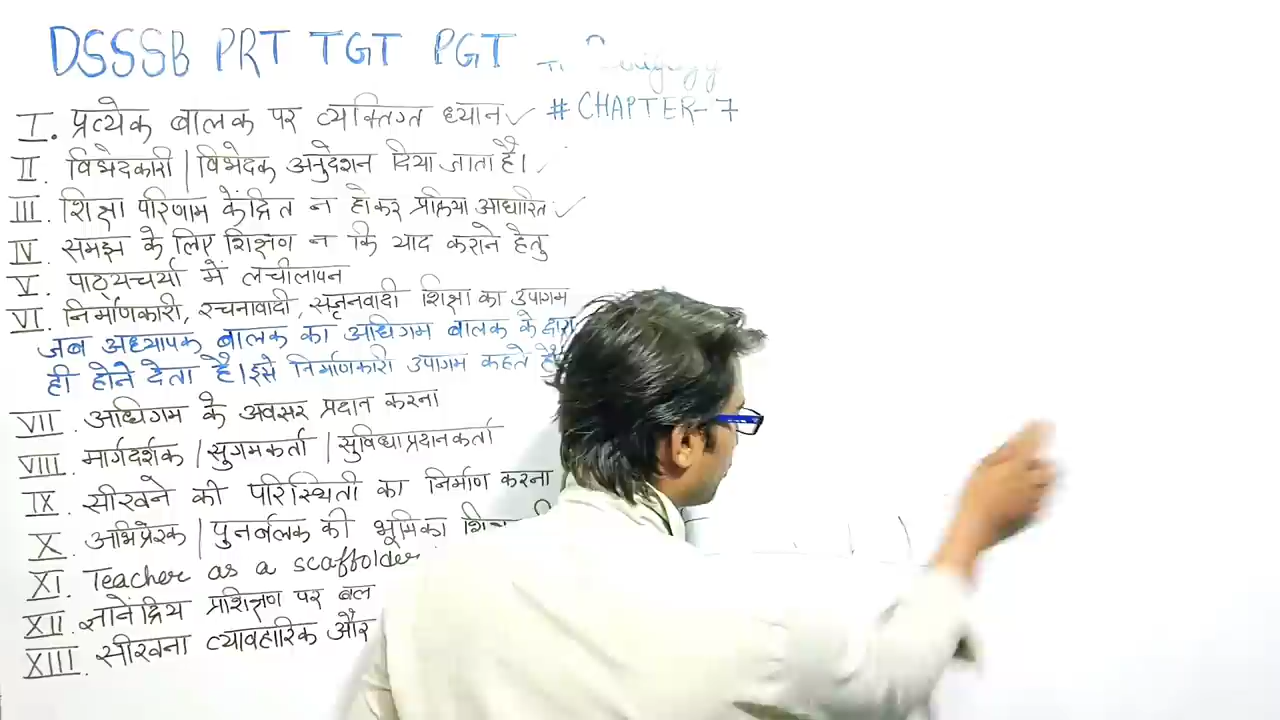 DSSSB PRT TGT PGT
# CHAPTER-7
I. प्रत्येक बालक पर व्यक्तिगत ध्यान ✓
II. विभेदकारी | विभेदक अनुदेशन दिया जाता है। ✓
III. शिक्षा परिणाम केंद्रित न होकर प्रक्रिया आधारित ✓
IV. समझ के लिए शिक्षण न कि याद कराने हेतु
V. पाठ्यचर्या में लचीलापन
VI. निर्माणकारी, रचनावादी, सृजनवादी शिक्षा का उपागम
जब अध्यापक बालक का अधिगम बालक के द्वारा
ही होने देता है। इसे निर्माणकारी उपागम कहते हैं
VII. अधिगम के अवसर प्रदान करना
VIII. मार्गदर्शक | सुगमकर्ता | सुविधा प्रदानकर्ता
IX. सीखने की परिस्थिती का निर्माण करना
X. अभिप्रेरक | पुनर्बलक की भूमिका
XI. Teacher as a scaffolder
XII. ज्ञानेंद्रिय प्रशिक्षण पर बल
XIII. सीखना व्यावहारिक और